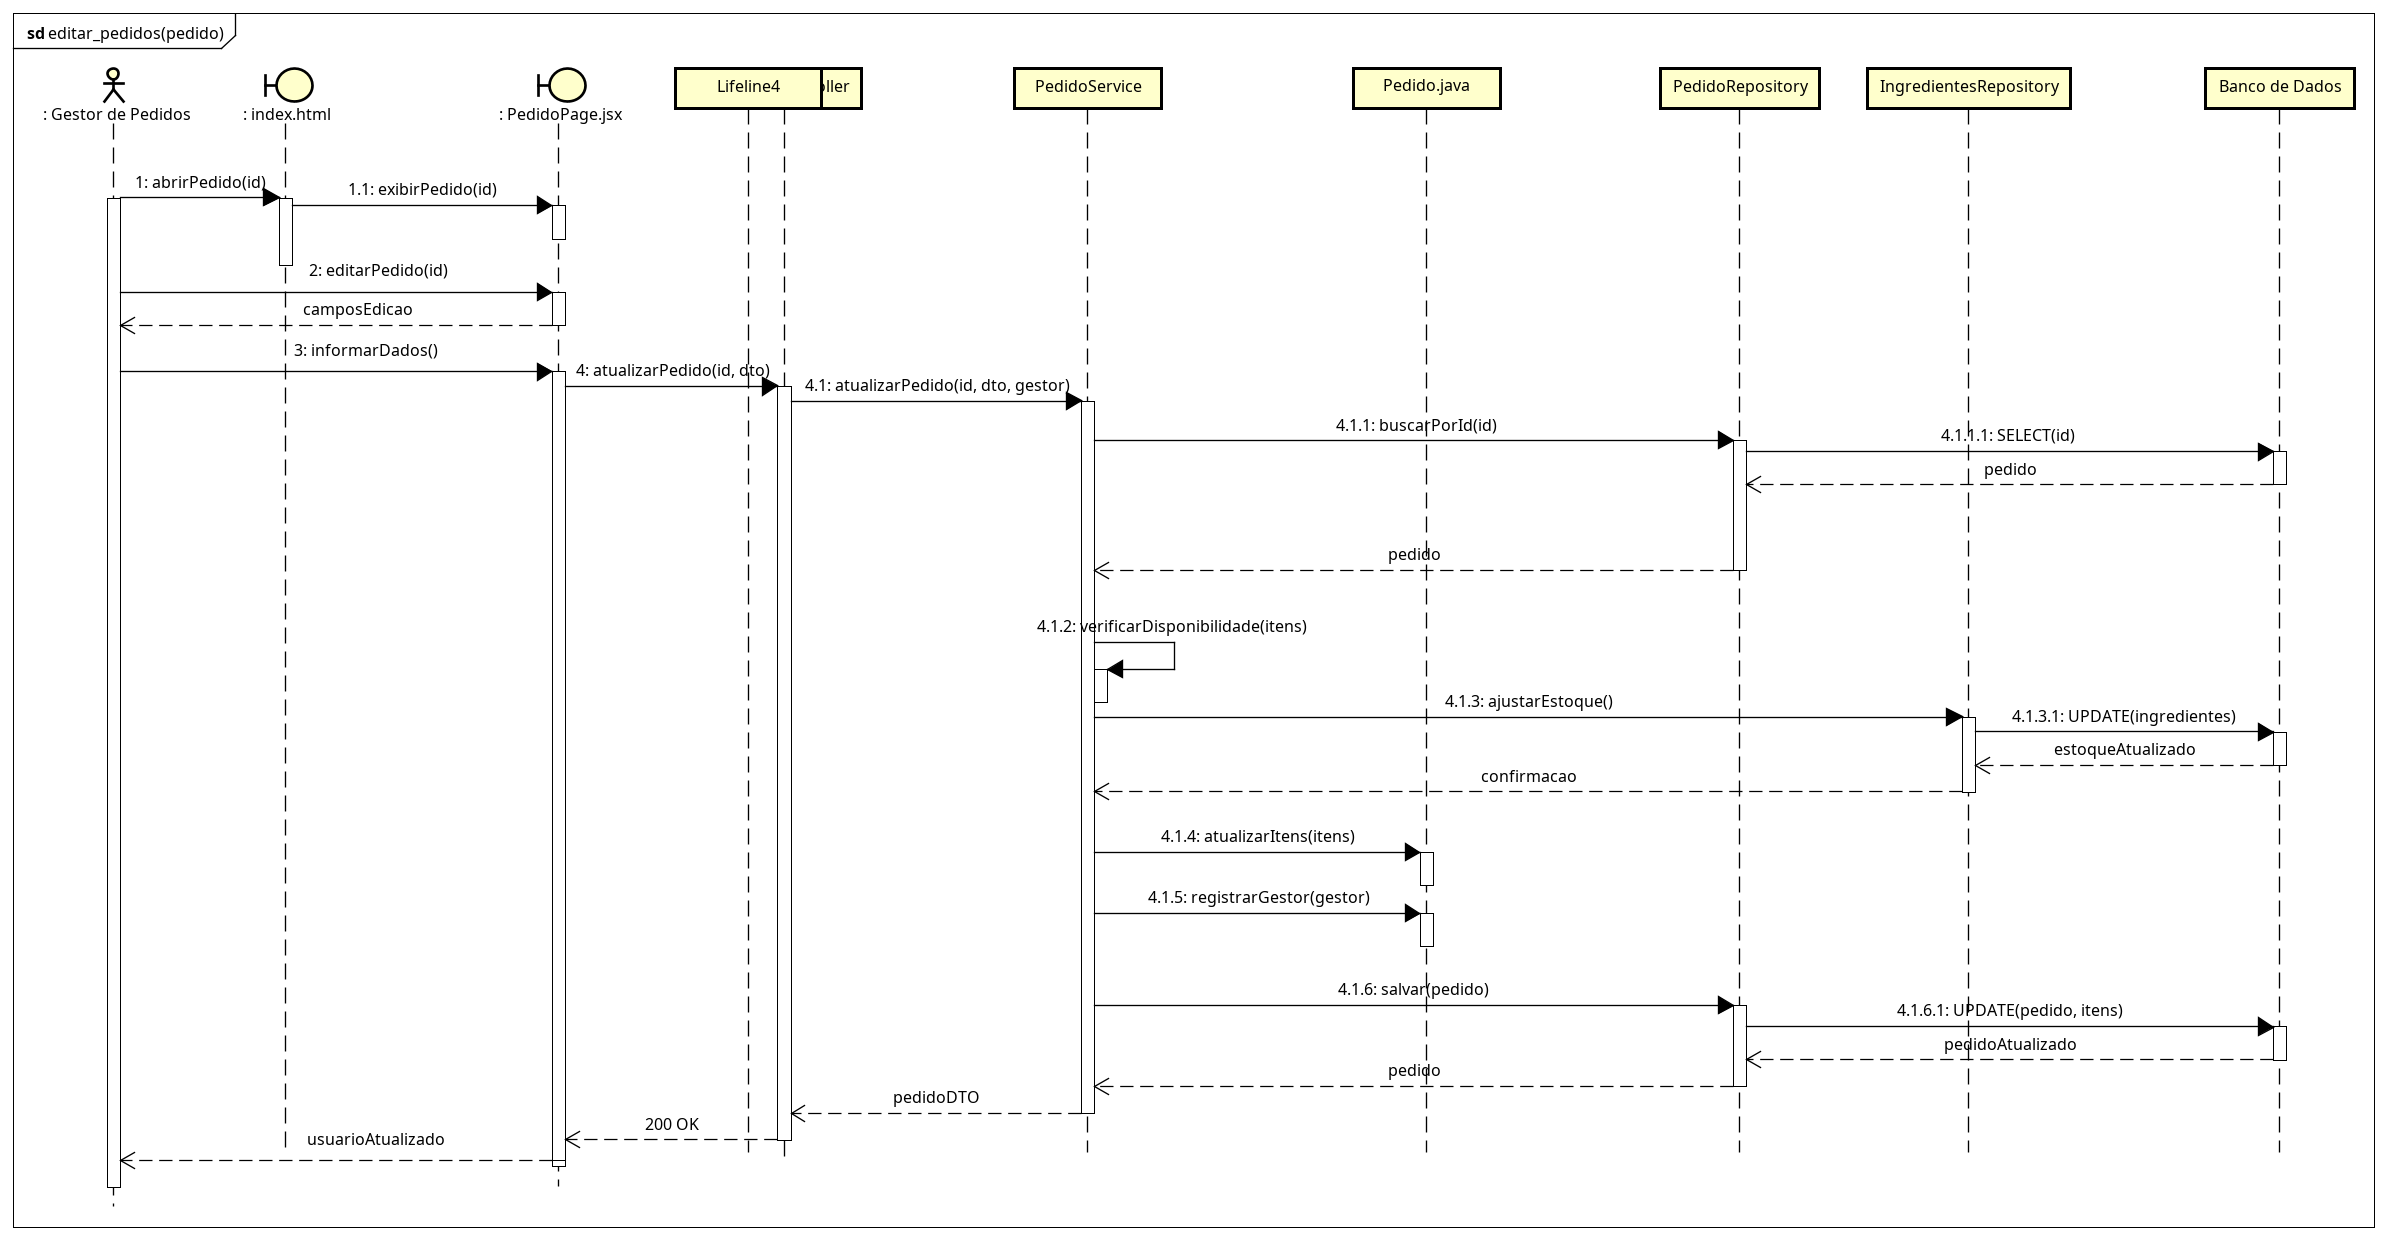 sd editar_pedidos(pedido)
: Gestor de Pedidos
: index.html
: PedidoPage.jsx
Lifeline4
PedidoService
Pedido.java
PedidoRepository
IngredientesRepository
Banco de Dados
1: abrirPedido(id)
1.1: exibirPedido(id)
2: editarPedido(id)
camposEdicao
3: informarDados()
4: atualizarPedido(id, dto)
4.1: atualizarPedido(id, dto, gestor)
4.1.1: buscarPorId(id)
4.1.1.1: SELECT(id)
pedido
pedido
4.1.2: verificarDisponibilidade(itens)
4.1.3: ajustarEstoque()
4.1.3.1: UPDATE(ingredientes)
estoqueAtualizado
confirmacao
4.1.4: atualizarItens(itens)
4.1.5: registrarGestor(gestor)
4.1.6: salvar(pedido)
4.1.6.1: UPDATE(pedido, itens)
pedidoAtualizado
pedido
pedidoDTO
200 OK
usuarioAtualizado